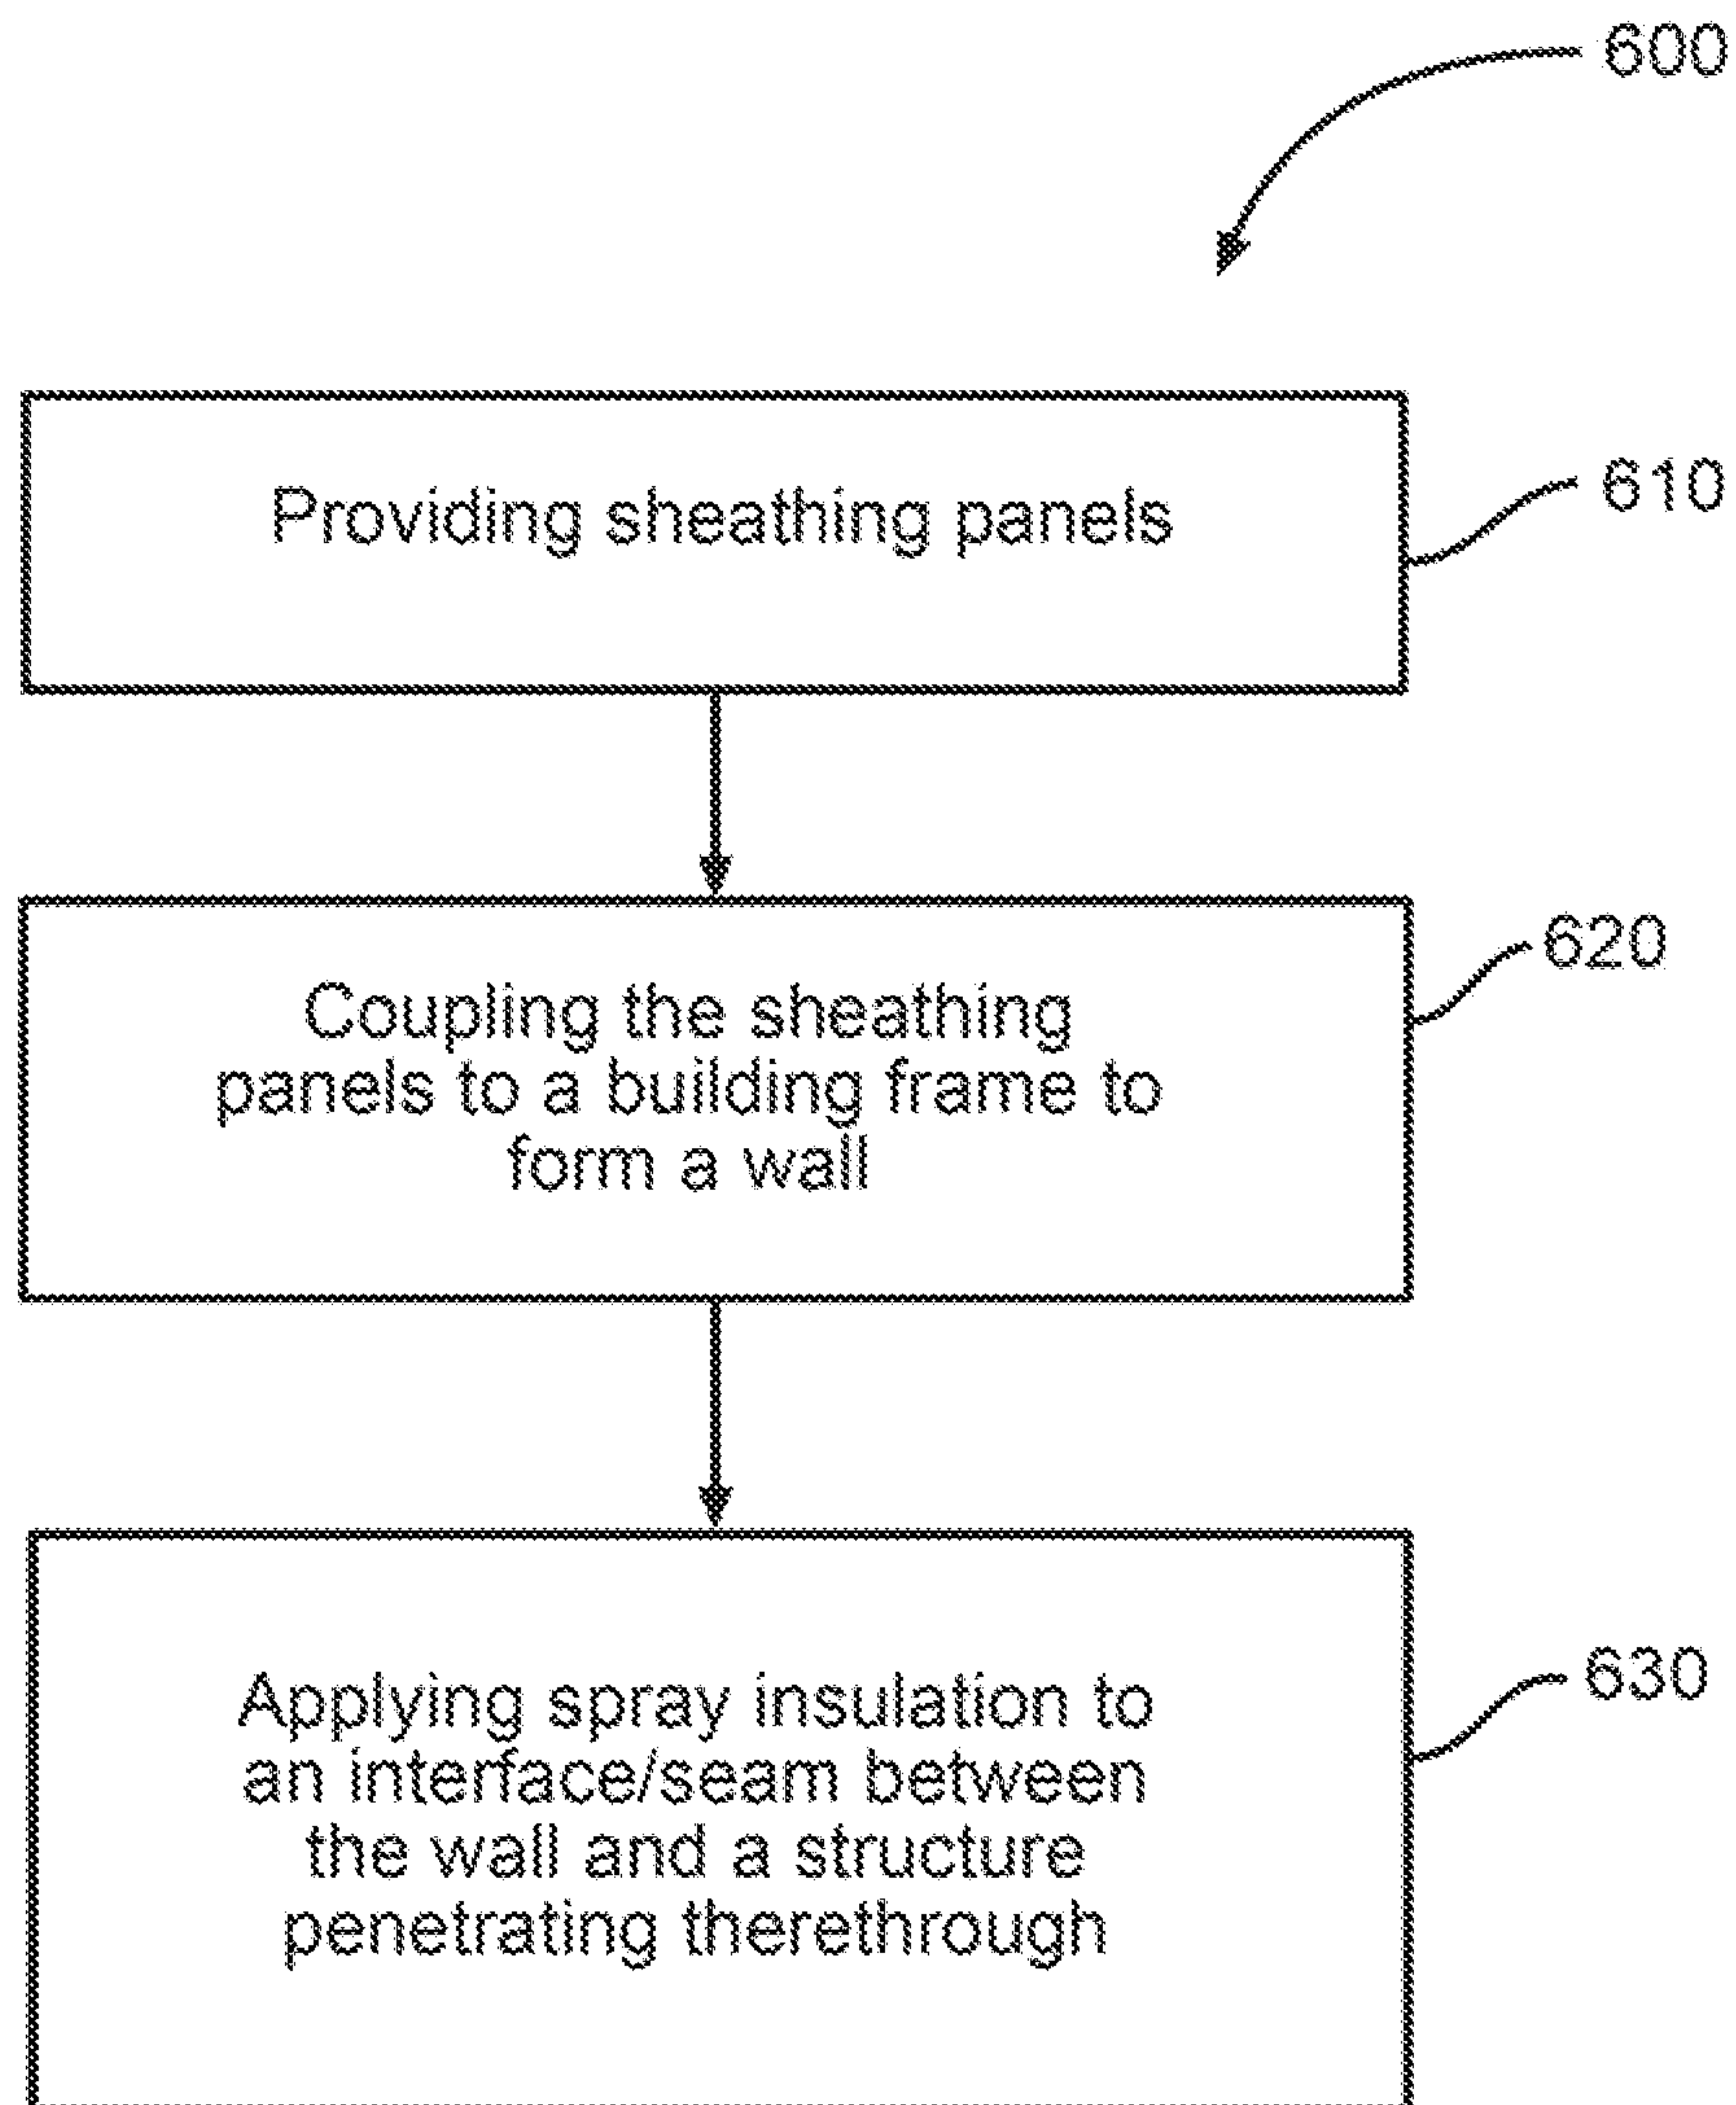 600
Providing sheathing panels
610
Coupling the sheathing
panels to a building frame to
form a wall
620
Applying spray insulation to
an interface/seam between
the wall and a structure
penetrating therethrough
630